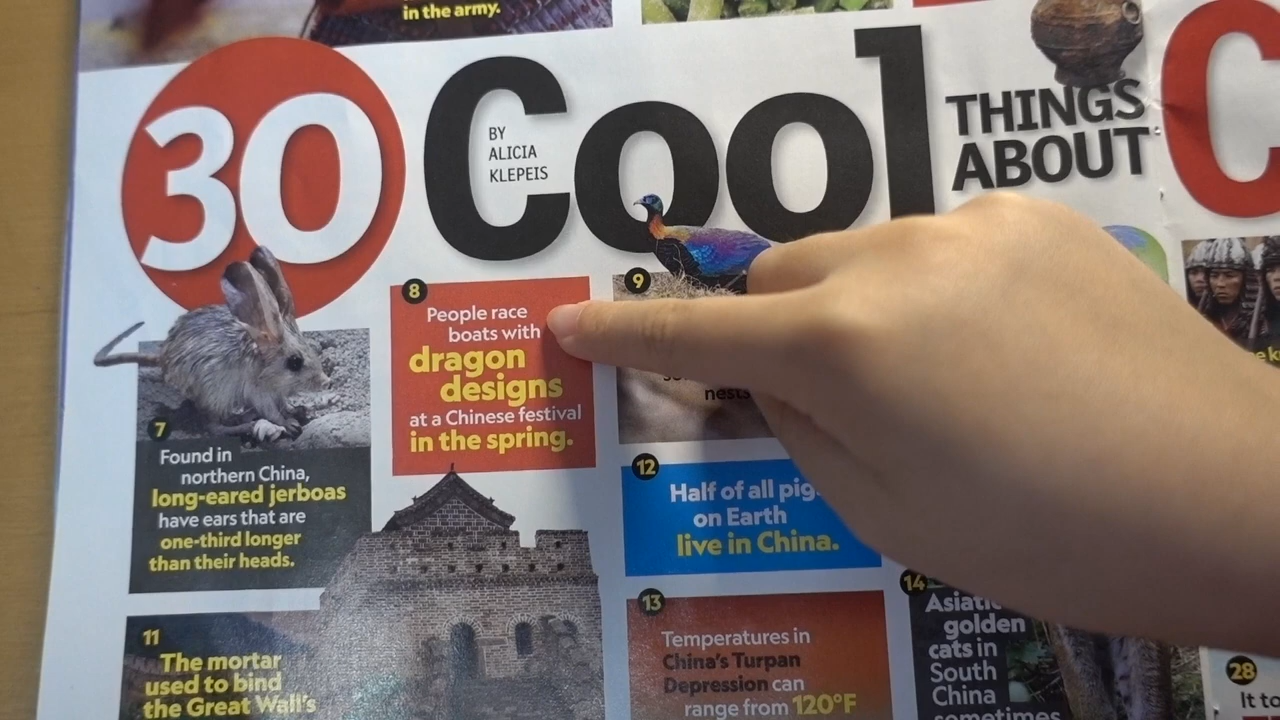 in the army.
30 Cool
BY
ALICIA
KLEPEIS
THINGS
ABOUT
C
8
People race
boats with
dragon
designs
at a Chinese festival
in the spring.
9
nests
7
Found in
northern China,
long-eared jerboas
have ears that are
one-third longer
than their heads.
12
Half of all
on Earth
live in China.
11
The mortar
used to bind
the Great Wall's
13
Temperatures in
China's Turpan
Depression can
range from 120°F
14
Asiatic
golden
cats in
South
China
sometimes
28
It